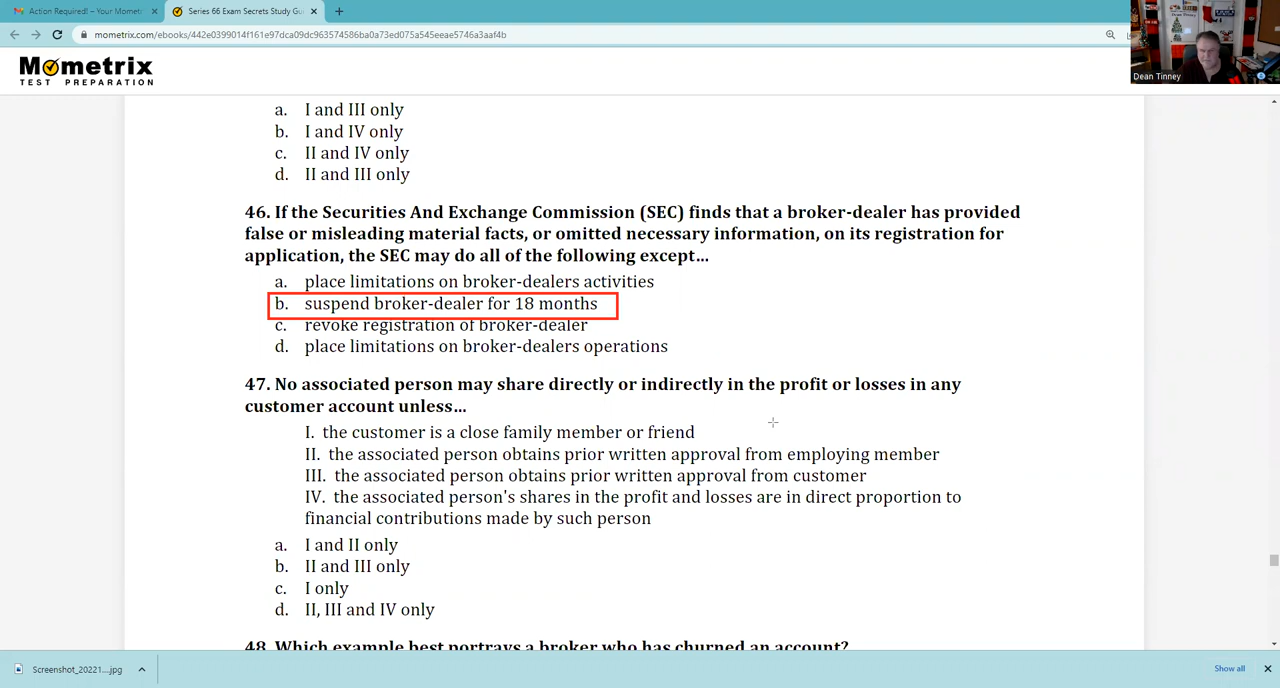 Action Required! – Your Mometri
Series 66 Exam Secrets Study Gui
mometrix.com/ebooks/442e0399014f161e97dca09dc963574586ba0a73ed075a545eeae5746a3aaf4b
Dean Tinney
Mometrix
TEST PREPARATION
a. I and III only
b. I and IV only
c. II and IV only
d. II and III only
46. If the Securities And Exchange Commission (SEC) finds that a broker-dealer has provided
false or misleading material facts, or omitted necessary information, on its registration for
application, the SEC may do all of the following except…
a. place limitations on broker-dealers activities
b. suspend broker-dealer for 18 months
c. revoke registration of broker-dealer
d. place limitations on broker-dealers operations
47. No associated person may share directly or indirectly in the profit or losses in any
customer account unless…
I. the customer is a close family member or friend
II. the associated person obtains prior written approval from employing member
III. the associated person obtains prior written approval from customer
IV. the associated person's shares in the profit and losses are in direct proportion to
financial contributions made by such person
a. I and II only
b. II and III only
c. I only
d. II, III and IV only
48. Which example best portrays a broker who has churned an account?
Screenshot_20221....jpg
Show all